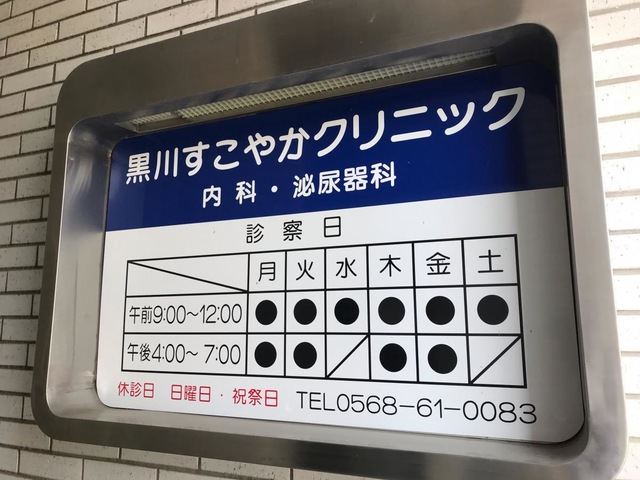 黒川すこやかクリニック
内科・泌尿器科
診察日
月 火 水 木 金 土
午前9:00～12:00 ● ● ● ● ● ●
午後4:00～7:00 ● ● ／ ● ● ／
休診日 日曜日・祝祭日 TEL0568-61-0083